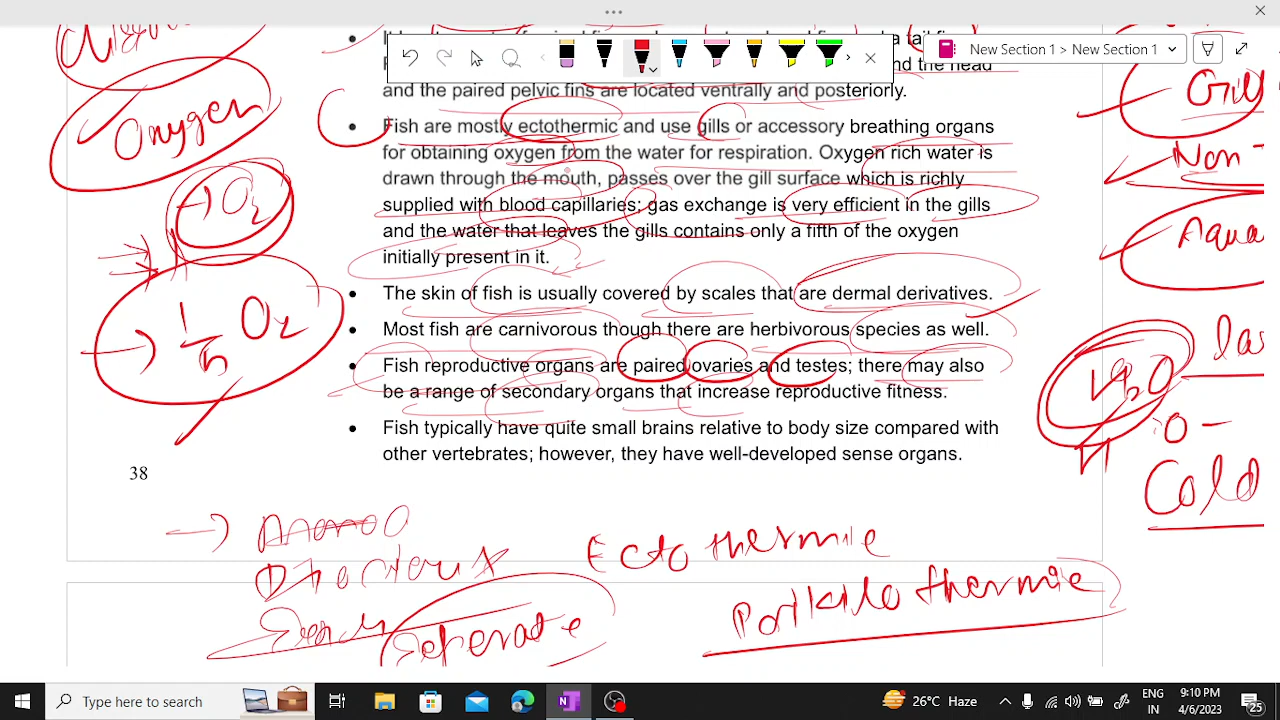 New Section 1 > New Section 1
and the head
and the paired pelvic fins are located ventrally and posteriorly.
• Fish are mostly ectothermic and use gills or accessory breathing organs
for obtaining oxygen from the water for respiration. Oxygen rich water is
drawn through the mouth, passes over the gill surface which is richly
supplied with blood capillaries; gas exchange is very efficient in the gills
and the water that leaves the gills contains only a fifth of the oxygen
initially present in it.
• The skin of fish is usually covered by scales that are dermal derivatives.
• Most fish are carnivorous though there are herbivorous species as well.
• Fish reproductive organs are paired ovaries and testes; there may also
be a range of secondary organs that increase reproductive fitness.
• Fish typically have quite small brains relative to body size compared with
other vertebrates; however, they have well-developed sense organs.
38
Oxygen
→ O2
→ 1/5 O2
Gill
Non -
Aqua
Cold
Ectothermic
Poikilothermic
Seperate
Type here to search
26°C Haze
ENG
IN
9:10 PM
4/6/2023
25